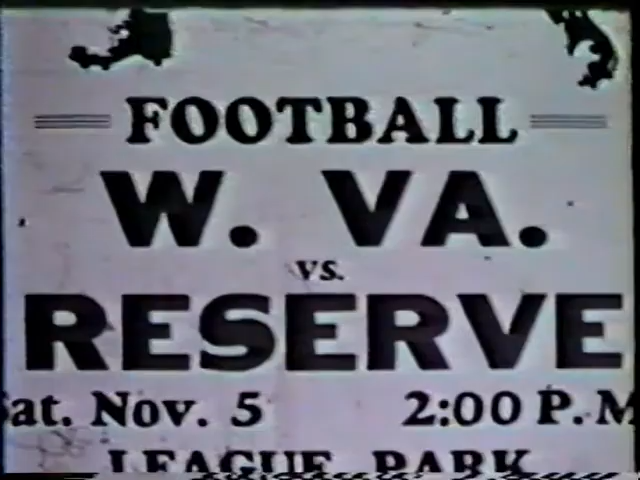 FOOTBALL
W. VA.
VS.
RESERVE
Sat. Nov. 5 2:00 P.M
LEAGUE PARK